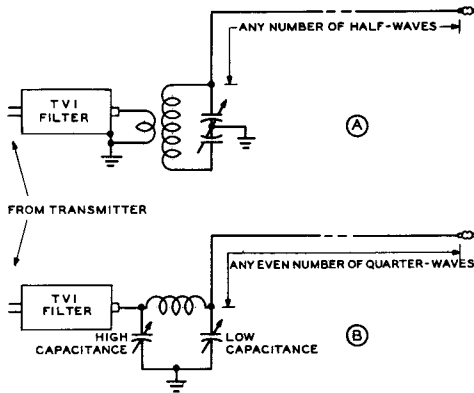 ANY NUMBER OF HALF-WAVES
TVI
FILTER
A
FROM TRANSMITTER
ANY EVEN NUMBER OF QUARTER-WAVES
TVI
FILTER
HIGH
CAPACITANCE
LOW
CAPACITANCE
B